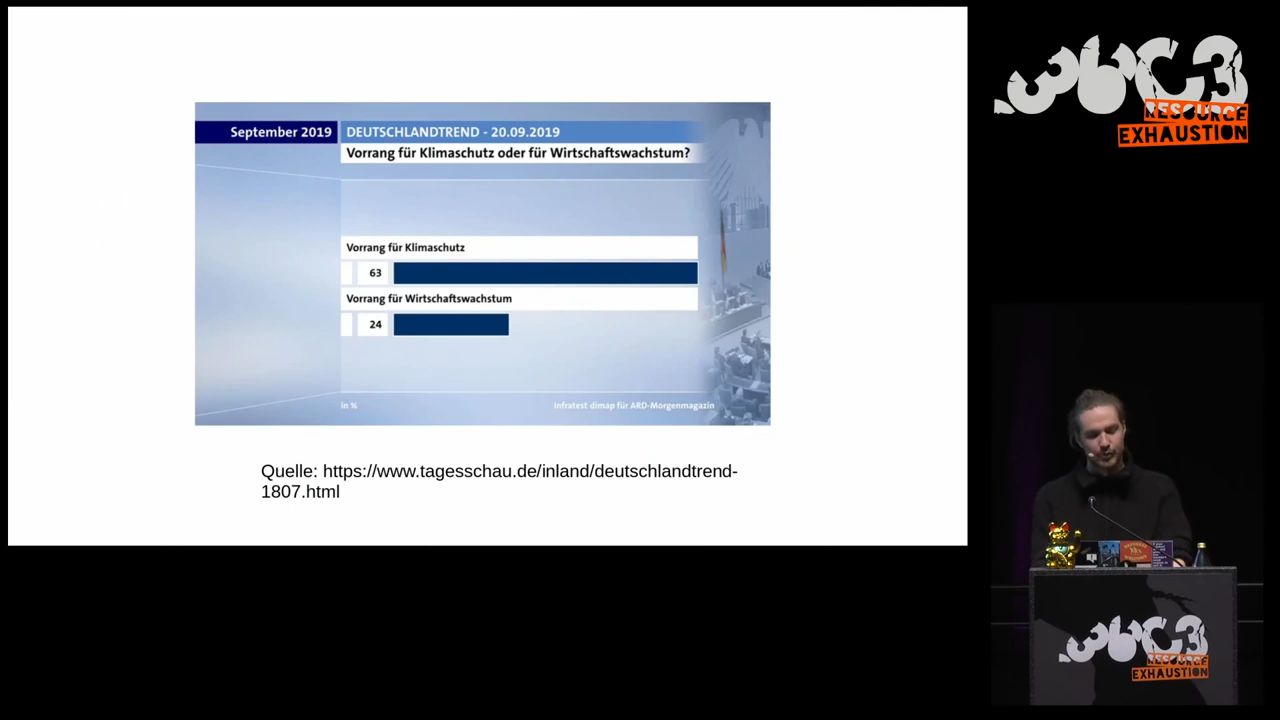 September 2019
DEUTSCHLANDTREND - 20.09.2019
Vorrang für Klimaschutz oder für Wirtschaftswachstum?
Vorrang für Klimaschutz
63
Vorrang für Wirtschaftswachstum
24
in %
Infratest dimap für ARD-Morgenmagazin
Quelle: https://www.tagesschau.de/inland/deutschlandtrend-
1807.html
36C3
RESOURCE
EXHAUSTION
36C3
RESOURCE
EXHAUSTION